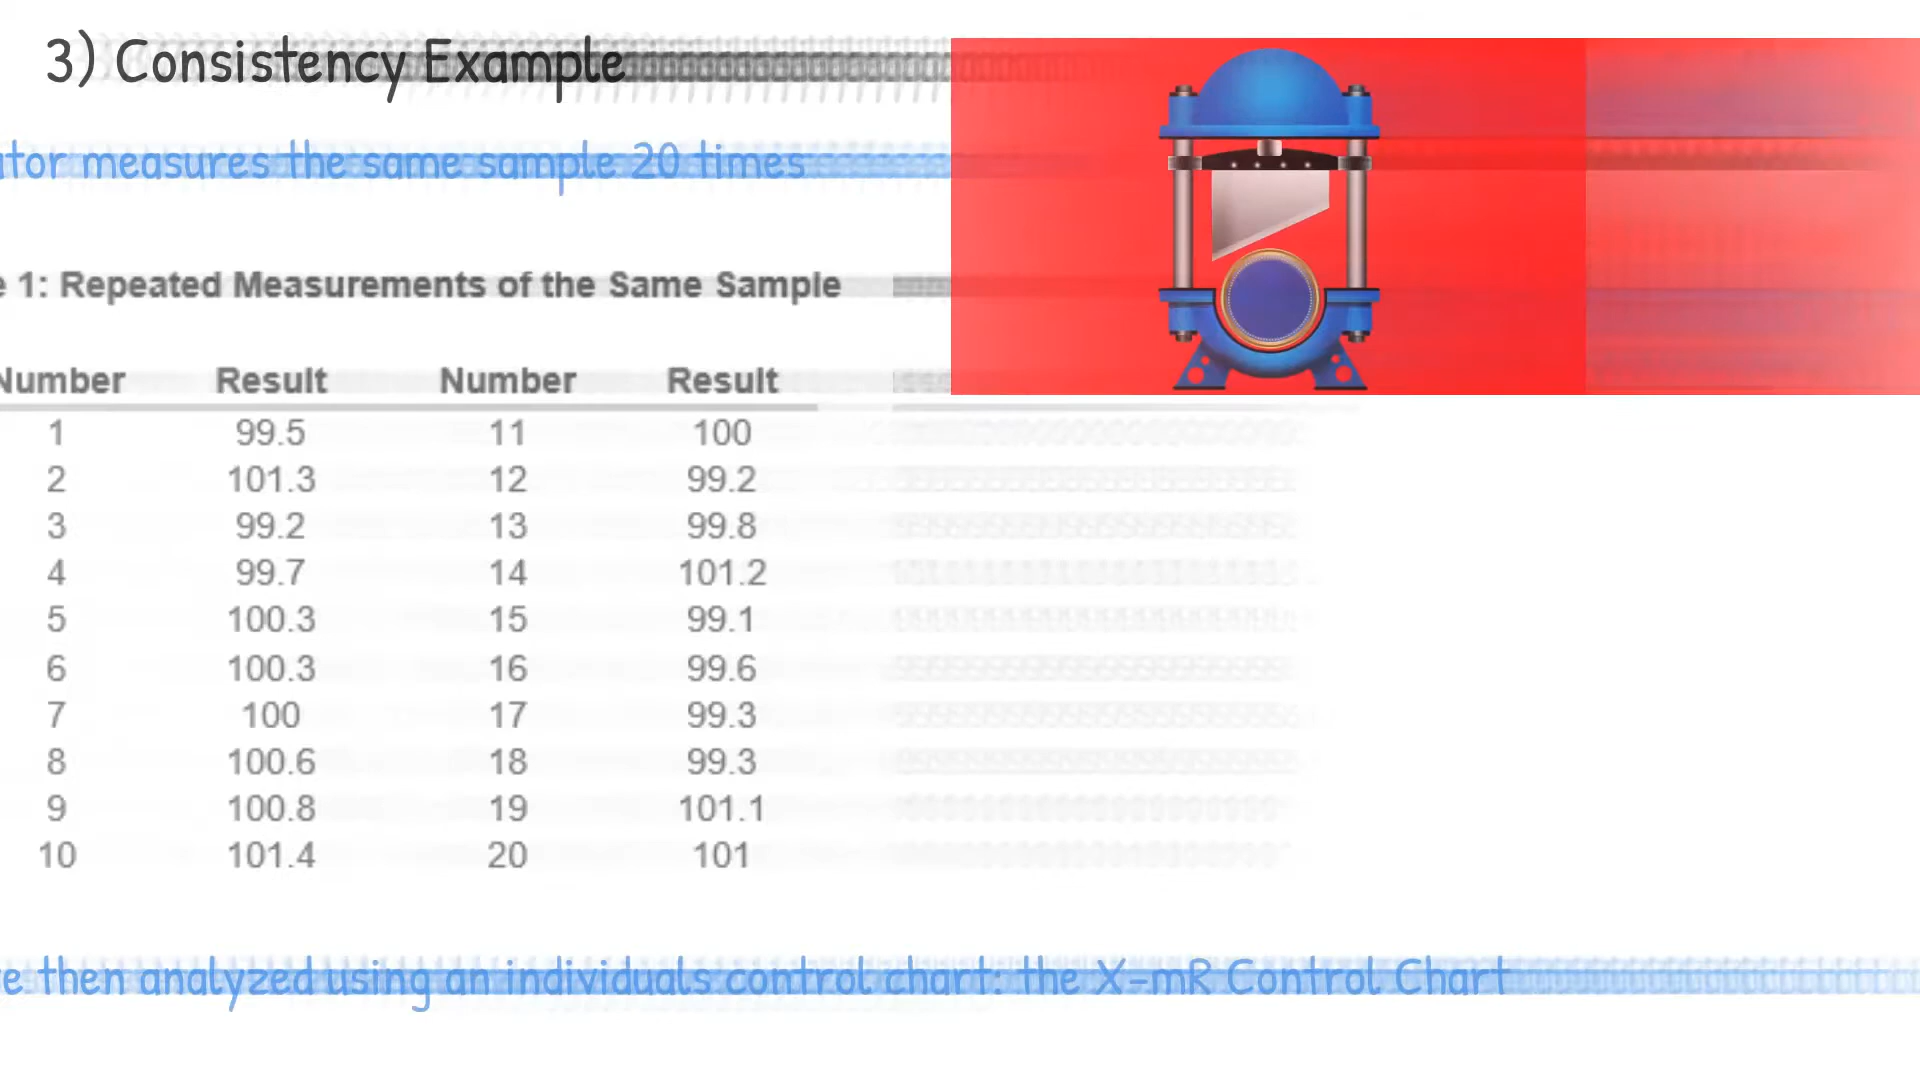 3) Consistency Example
measures the same sample 20 times
1: Repeated Measurements of the Same Sample
Number Result Number Result
1 99.5 11 100
2 101.3 12 99.2
3 99.2 13 99.8
4 99.7 14 101.2
5 100.3 15 99.1
6 100.3 16 99.6
7 100 17 99.3
8 100.6 18 99.3
9 100.8 19 101.1
10 101.4 20 101
then analyzed using an individuals control chart: the X-mR Control Chart